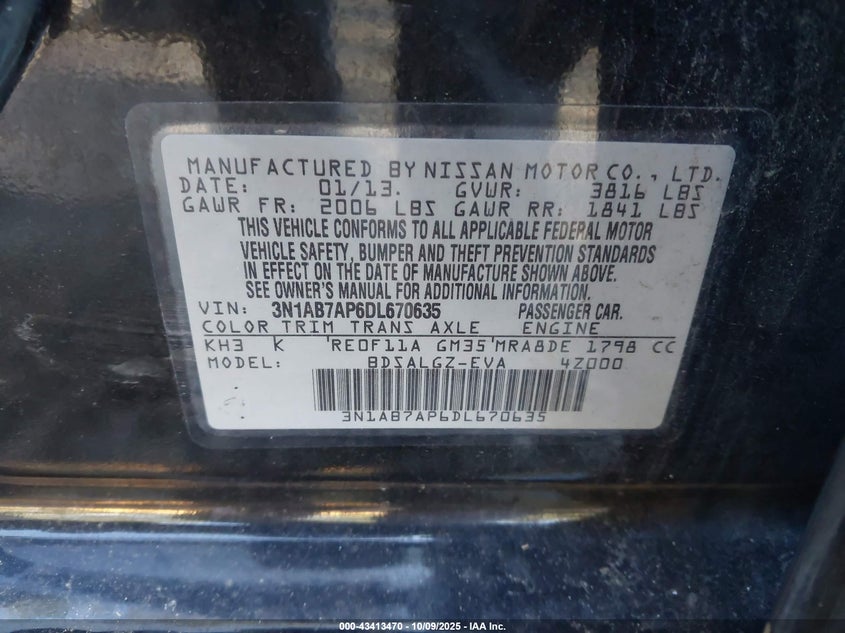 MANUFACTURED BY NISSAN MOTOR CO., LTD.
DATE: 01/13. GVWR: 3816 LBS
GAWR FR: 2006 LBS GAWR RR: 1841 LBS
THIS VEHICLE CONFORMS TO ALL APPLICABLE FEDERAL MOTOR
VEHICLE SAFETY, BUMPER AND THEFT PREVENTION STANDARDS
IN EFFECT ON THE DATE OF MANUFACTURE SHOWN ABOVE.
SEE OWNER'S MANUAL FOR ADDITIONAL INFORMATION.
VIN: 3N1AB7AP6DL670635 PASSENGER CAR.
COLOR TRIM TRANS AXLE ENGINE
KH3 K 'RE0F11A GM35'MRA8DE 1798 CC
MODEL: BDSALGZ-EVA 4Z000
3N1AB7AP6DL670635
000-43413470 - 10/09/2025 - IAA Inc.